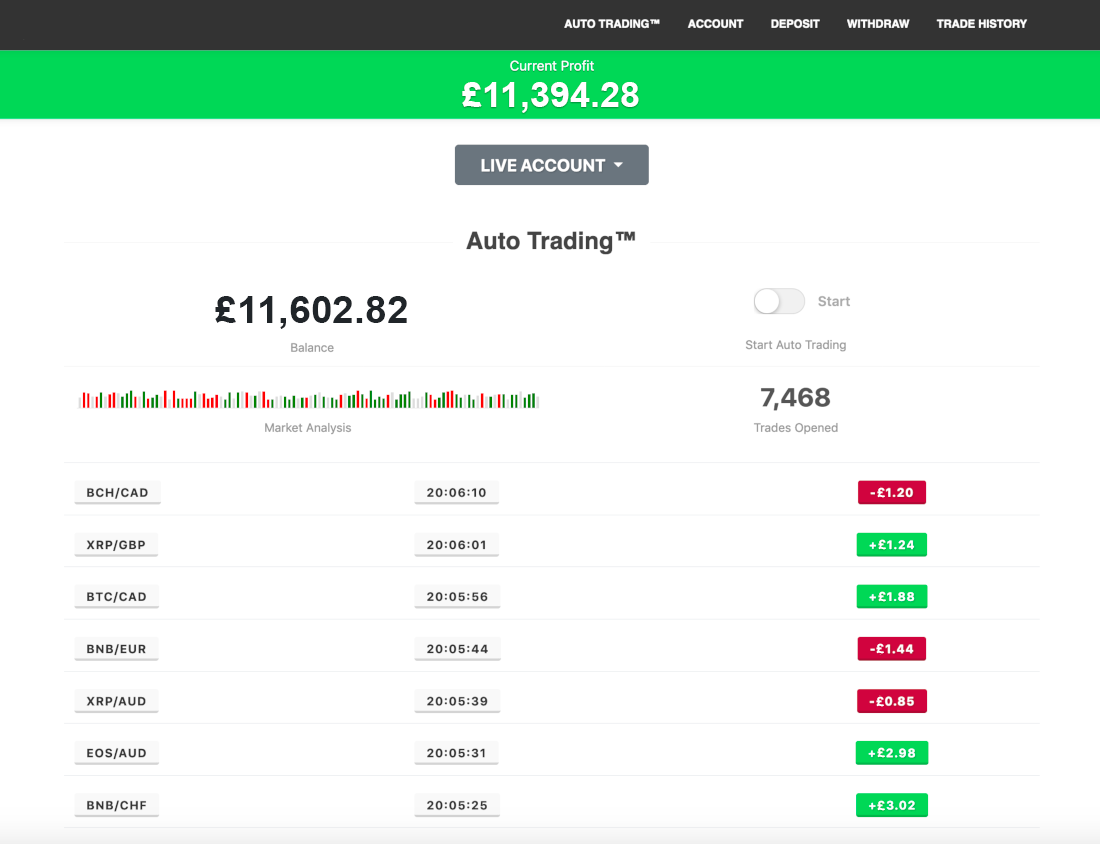 AUTO TRADING™ ACCOUNT DEPOSIT WITHDRAW TRADE HISTORY
Current Profit
£11,394.28
LIVE ACCOUNT
Auto Trading™
£11,602.82
Start
Balance
Start Auto Trading
7,468
Market Analysis
Trades Opened
BCH/CAD 20:06:10 -£1.20
XRP/GBP 20:06:01 +£1.24
BTC/CAD 20:05:56 +£1.88
BNB/EUR 20:05:44 -£1.44
XRP/AUD 20:05:39 -£0.85
EOS/AUD 20:05:31 +£2.98
BNB/CHF 20:05:25 +£3.02